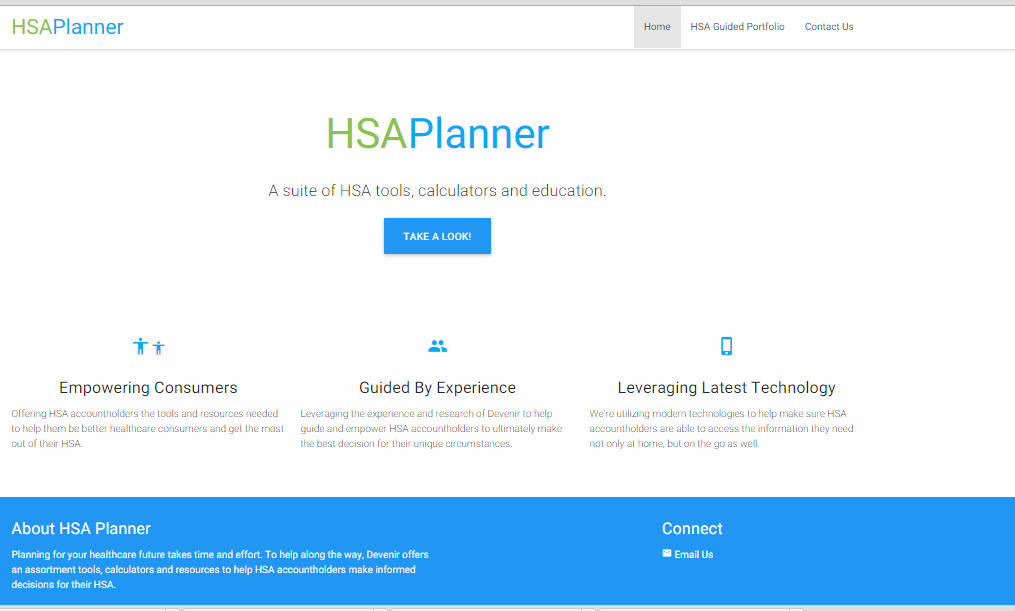 HSAPlanner
Home HSA Guided Portfolio Contact Us
HSAPlanner
A suite of HSA tools, calculators and education.
TAKE A LOOK!
Empowering Consumers
Offering HSA accountholders the tools and resources needed
to help them be better healthcare consumers and get the most
out of their HSA.
Guided By Experience
Leveraging the experience and research of Devenir to help
guide and empower HSA accountholders to ultimately make
the best decision for their unique circumstances.
Leveraging Latest Technology
We're utilizing modern technologies to help make sure HSA
accountholders are able to access the information they need
not only at home, but on the go as well.
About HSA Planner
Planning for your healthcare future takes time and effort. To help along the way, Devenir offers
an assortment tools, calculators and resources to help HSA accountholders make informed
decisions for their HSA.
Connect
Email Us